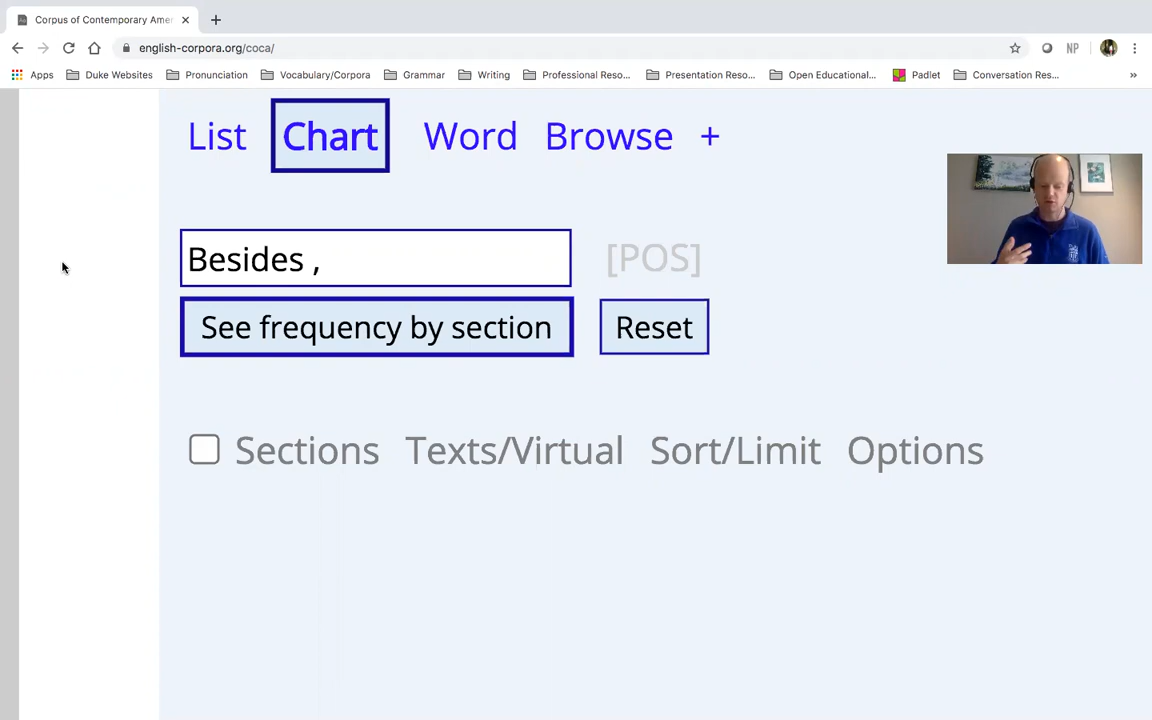 Corpus of Contemporary Amer
english-corpora.org/coca/
NP
Apps Duke Websites Pronunciation Vocabulary/Corpora Grammar Writing Professional Reso... Presentation Reso... Open Educational... Padlet Conversation Res... »
List Chart Word Browse +
Besides , [POS]
See frequency by section Reset
Sections Texts/Virtual Sort/Limit Options